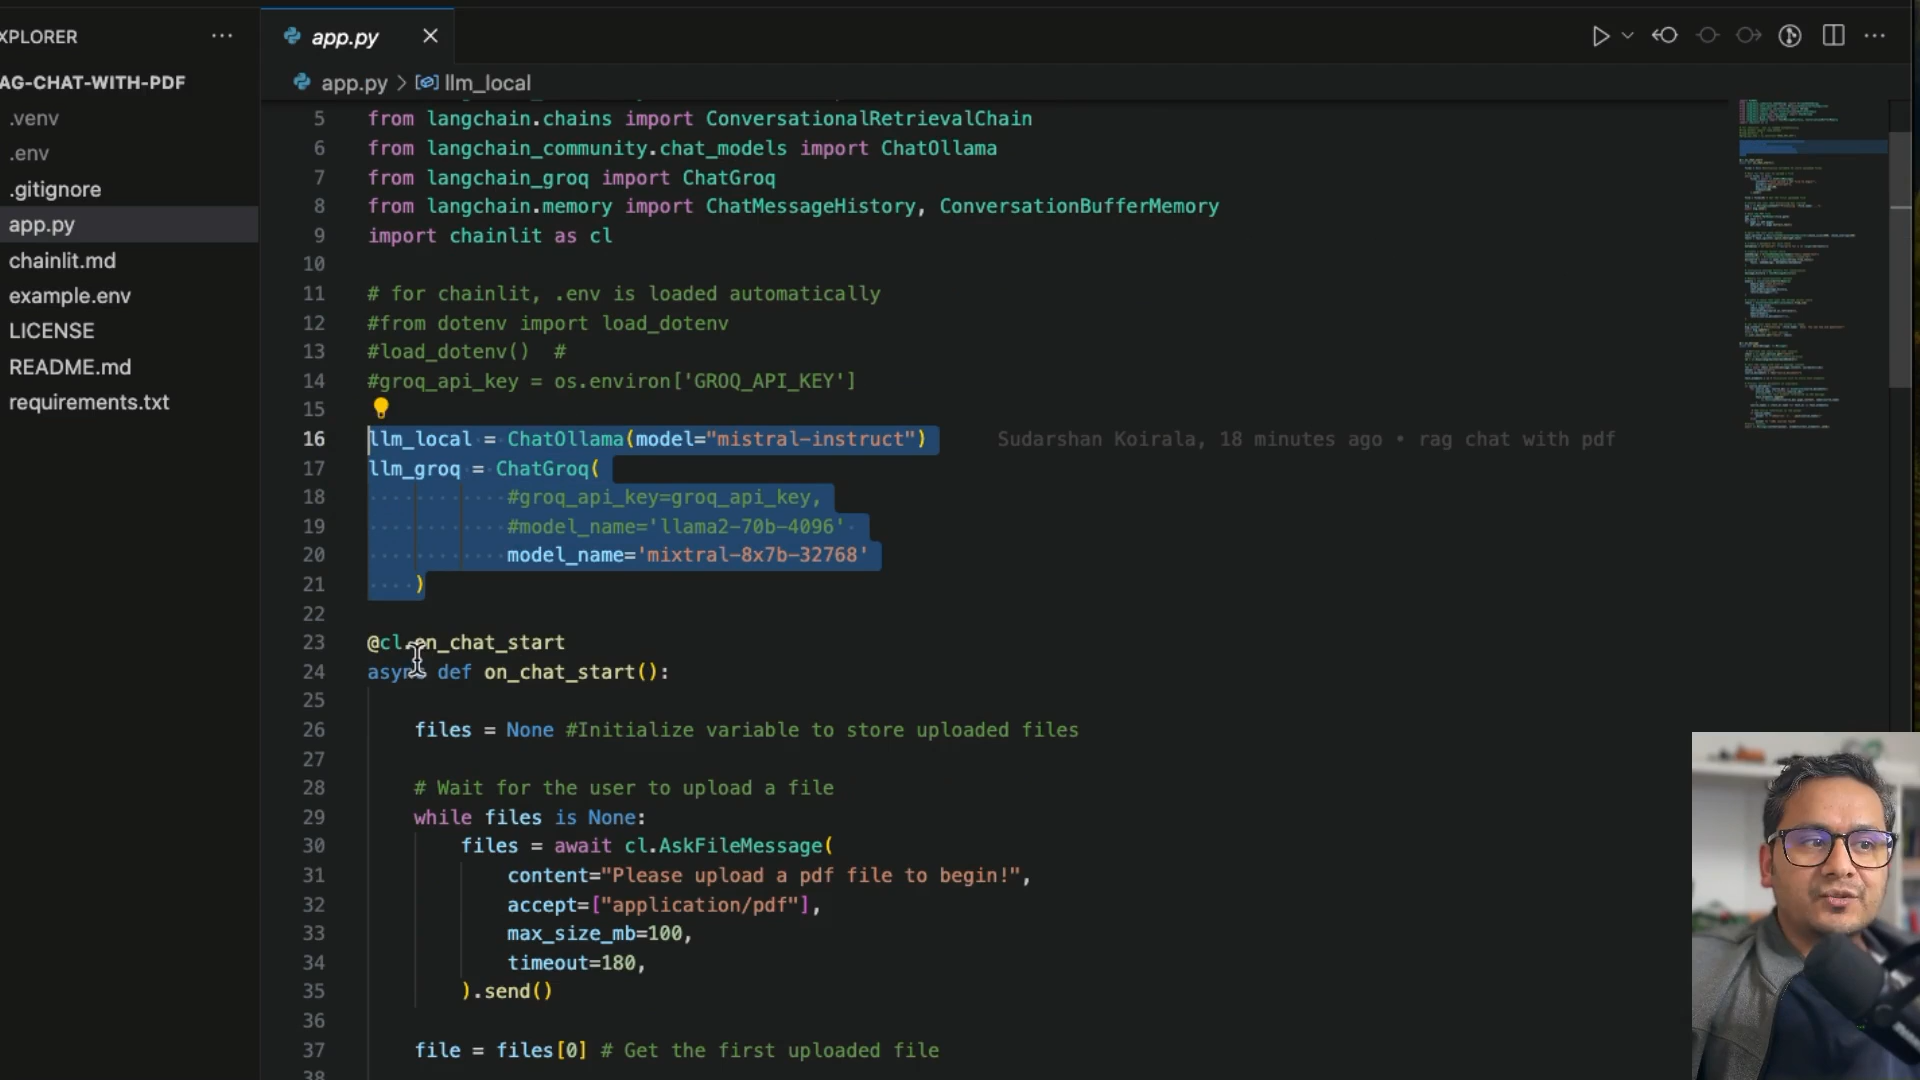 XPLORER
app.py
AG-CHAT-WITH-PDF
.venv
.env
.gitignore
app.py
chainlit.md
example.env
LICENSE
README.md
requirements.txt
app.py > llm_local
5 from langchain.chains import ConversationalRetrievalChain
6 from langchain_community.chat_models import ChatOllama
7 from langchain_groq import ChatGroq
8 from langchain.memory import ChatMessageHistory, ConversationBufferMemory
9 import chainlit as cl
10
11 # for chainlit, .env is loaded automatically
12 #from dotenv import load_dotenv
13 #load_dotenv()  #
14 #groq_api_key = os.environ['GROQ_API_KEY']
15
16 llm_local = ChatOllama(model="mistral-instruct") Sudarshan Koirala, 18 minutes ago • rag chat with pdf
17 llm_groq = ChatGroq(
18 #groq_api_key=groq_api_key,
19 #model_name='llama2-70b-4096'
20 model_name='mixtral-8x7b-32768'
21 )
22
23 @cl.on_chat_start
24 async def on_chat_start():
25
26 files = None #Initialize variable to store uploaded files
27
28 # Wait for the user to upload a file
29 while files is None:
30 files = await cl.AskFileMessage(
31 content="Please upload a pdf file to begin!",
32 accept=["application/pdf"],
33 max_size_mb=100,
34 timeout=180,
35 ).send()
36
37 file = files[0] # Get the first uploaded file
38